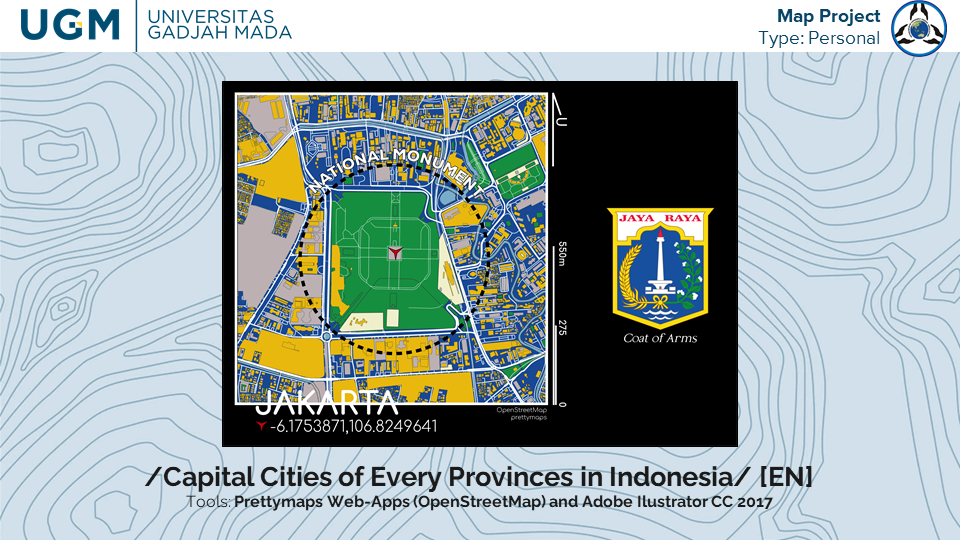 UGM
UNIVERSITAS
GADJAH MADA
Map Project
Type: Personal
NATIONAL MONUMENT
U
550m
275
0
JAKARTA
-6.1753871,106.8249641
OpenStreetMap
prettymaps
JAYA RAYA
Coat of Arms
/Capital Cities of Every Provinces in Indonesia/ [EN]
Tools: Prettymaps Web-Apps (OpenStreetMap) and Adobe Ilustrator CC 2017